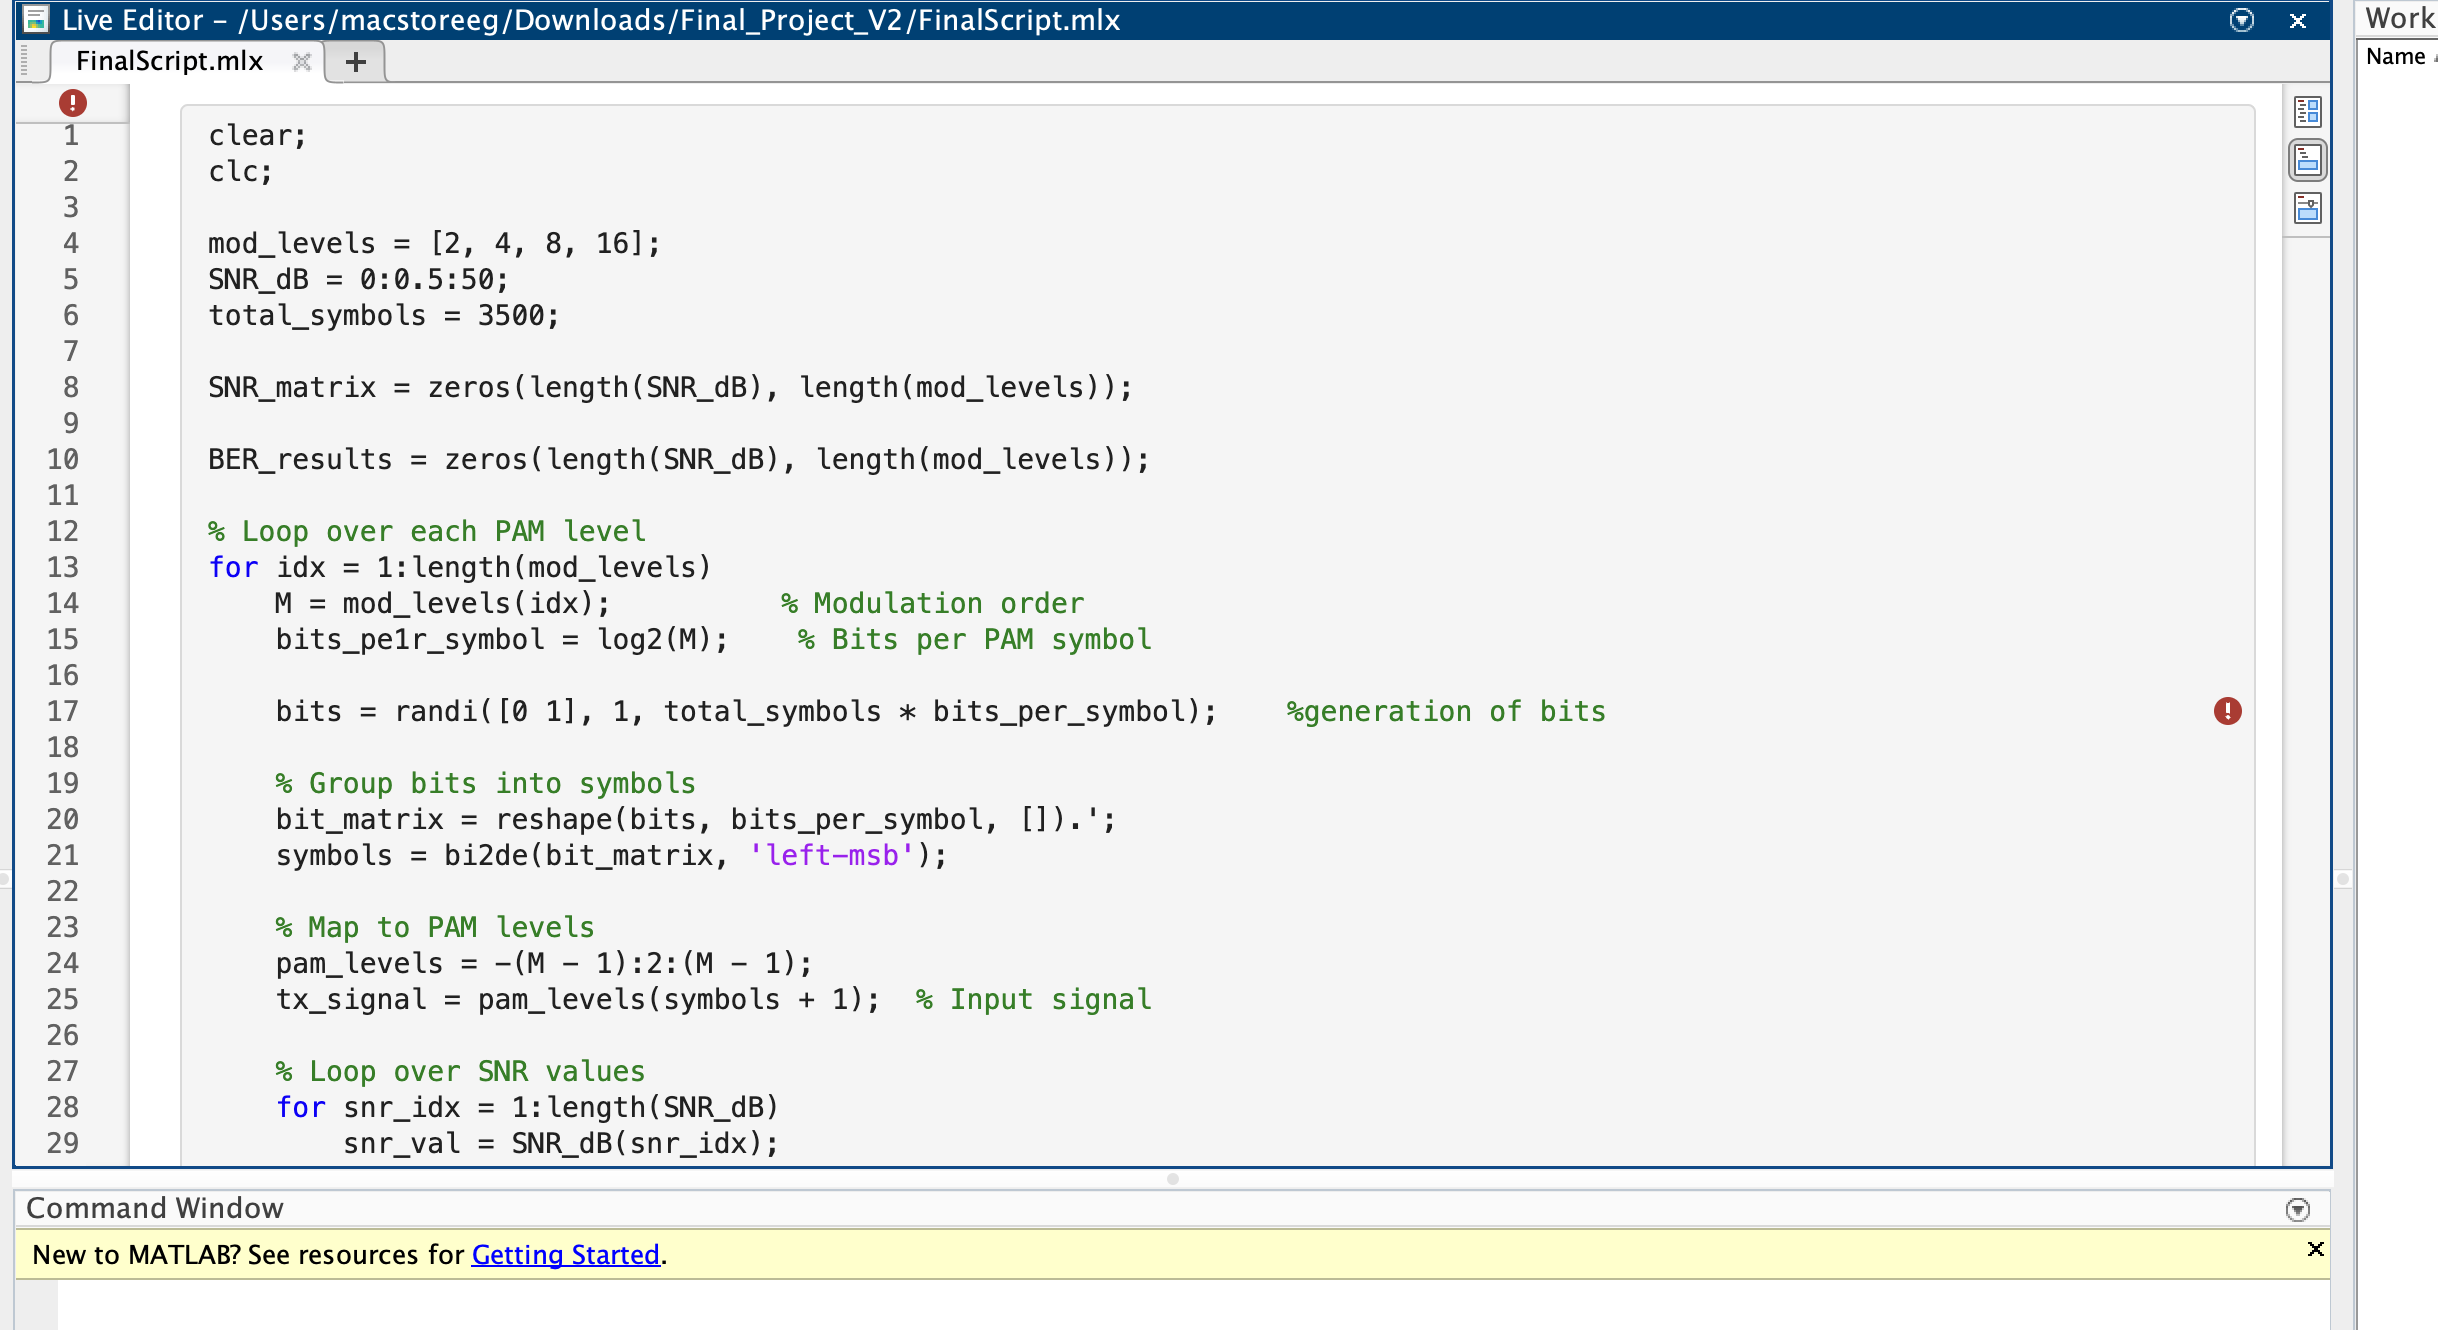 Live Editor – /Users/macstoreeg/Downloads/Final_Project_V2/FinalScript.mlx
FinalScript.mlx
1 clear;
2 clc;
3
4 mod_levels = [2, 4, 8, 16];
5 SNR_dB = 0:0.5:50;
6 total_symbols = 3500;
7
8 SNR_matrix = zeros(length(SNR_dB), length(mod_levels));
9
10 BER_results = zeros(length(SNR_dB), length(mod_levels));
11
12 % Loop over each PAM level
13 for idx = 1:length(mod_levels)
14 M = mod_levels(idx); % Modulation order
15 bits_pe1r_symbol = log2(M); % Bits per PAM symbol
16
17 bits = randi([0 1], 1, total_symbols * bits_per_symbol); %generation of bits
18
19 % Group bits into symbols
20 bit_matrix = reshape(bits, bits_per_symbol, []).';
21 symbols = bi2de(bit_matrix, 'left-msb');
22
23 % Map to PAM levels
24 pam_levels = -(M - 1):2:(M - 1);
25 tx_signal = pam_levels(symbols + 1); % Input signal
26
27 % Loop over SNR values
28 for snr_idx = 1:length(SNR_dB)
29 snr_val = SNR_dB(snr_idx);
Command Window
New to MATLAB? See resources for Getting Started.
Work
Name